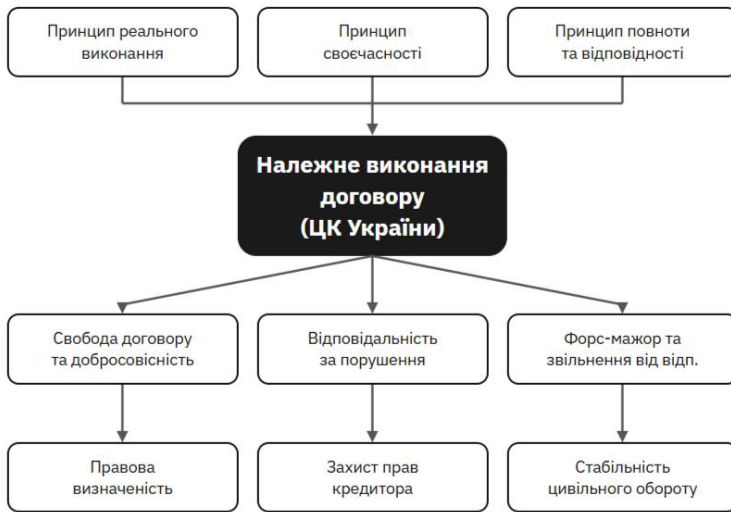 Принцип реального
виконання
Принцип
своєчасності
Принцип повноти
та відповідності
Належне виконання
договору
(ЦК України)
Свобода договору
та добросовісність
Відповідальність
за порушення
Форс-мажор та
звільнення від відп.
Правова
визначеність
Захист прав
кредитора
Стабільність
цивільного обороту